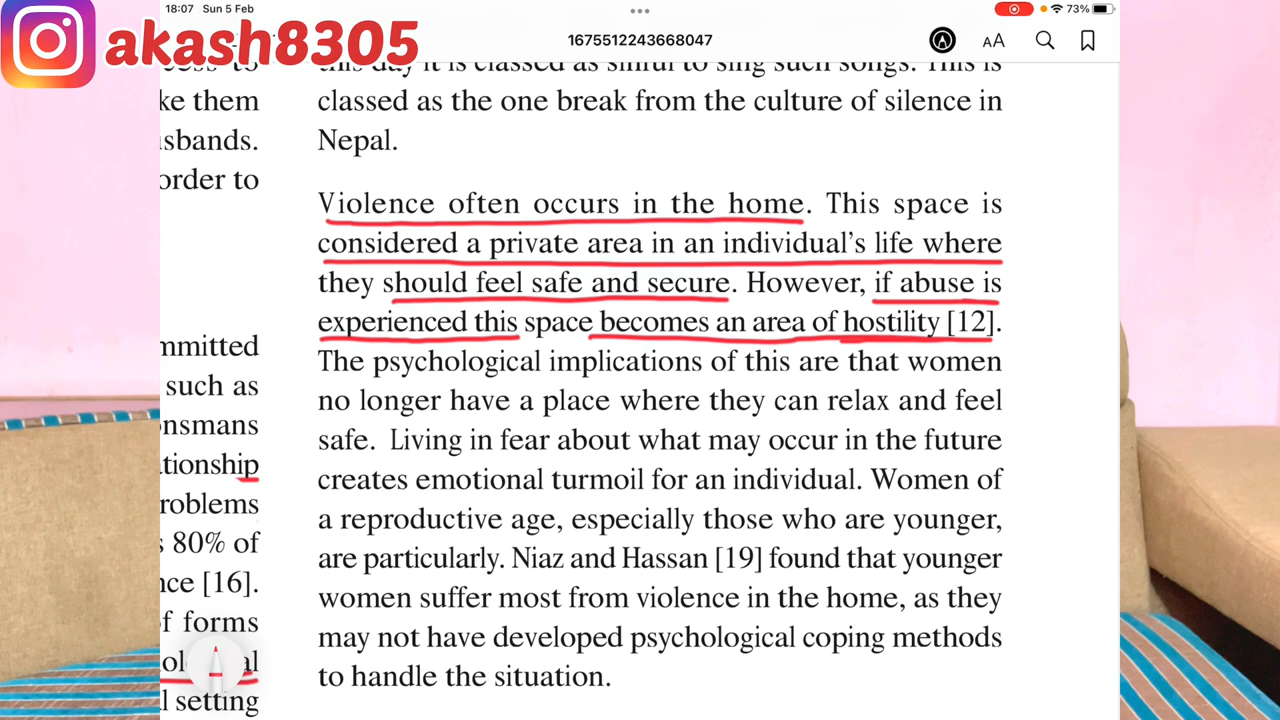 akash8305
18:07 Sun 5 Feb
73%
1675512243668047
AA
ke them
order to
such as
80% of
[16].
forms
setting
this day it is classed as sinful to sing such songs. This is
classed as the one break from the culture of silence in
Nepal.
Violence often occurs in the home. This space is
considered a private area in an individual’s life where
they should feel safe and secure. However, if abuse is
experienced this space becomes an area of hostility [12].
The psychological implications of this are that women
no longer have a place where they can relax and feel
safe. Living in fear about what may occur in the future
creates emotional turmoil for an individual. Women of
a reproductive age, especially those who are younger,
are particularly. Niaz and Hassan [19] found that younger
women suffer most from violence in the home, as they
may not have developed psychological coping methods
to handle the situation.